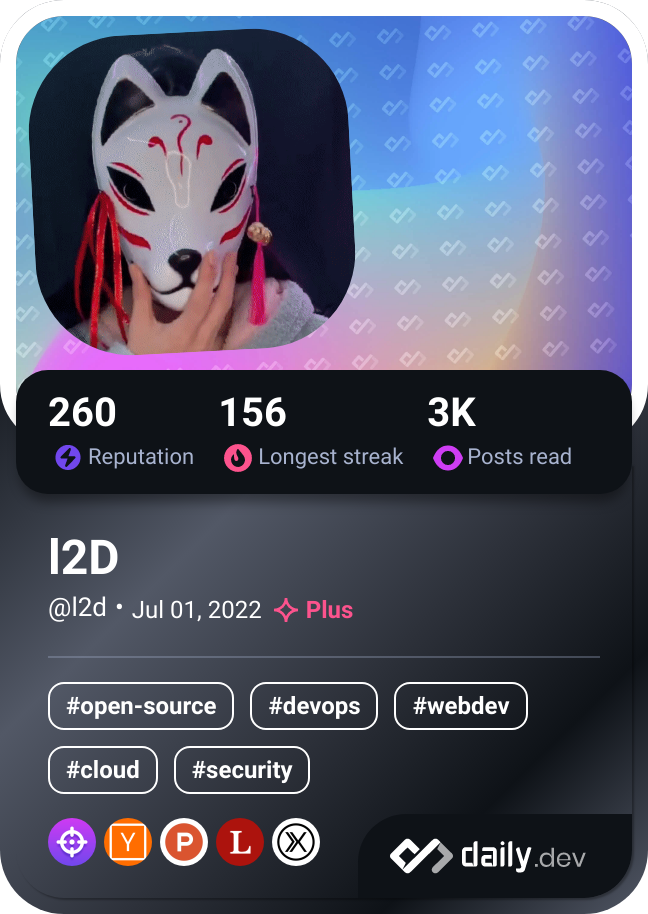 260 156 3K
Reputation Longest streak Posts read
l2D
@l2d • Jul 01, 2022 Plus
#open-source #devops #webdev
#cloud #security
Y P L X
daily.dev